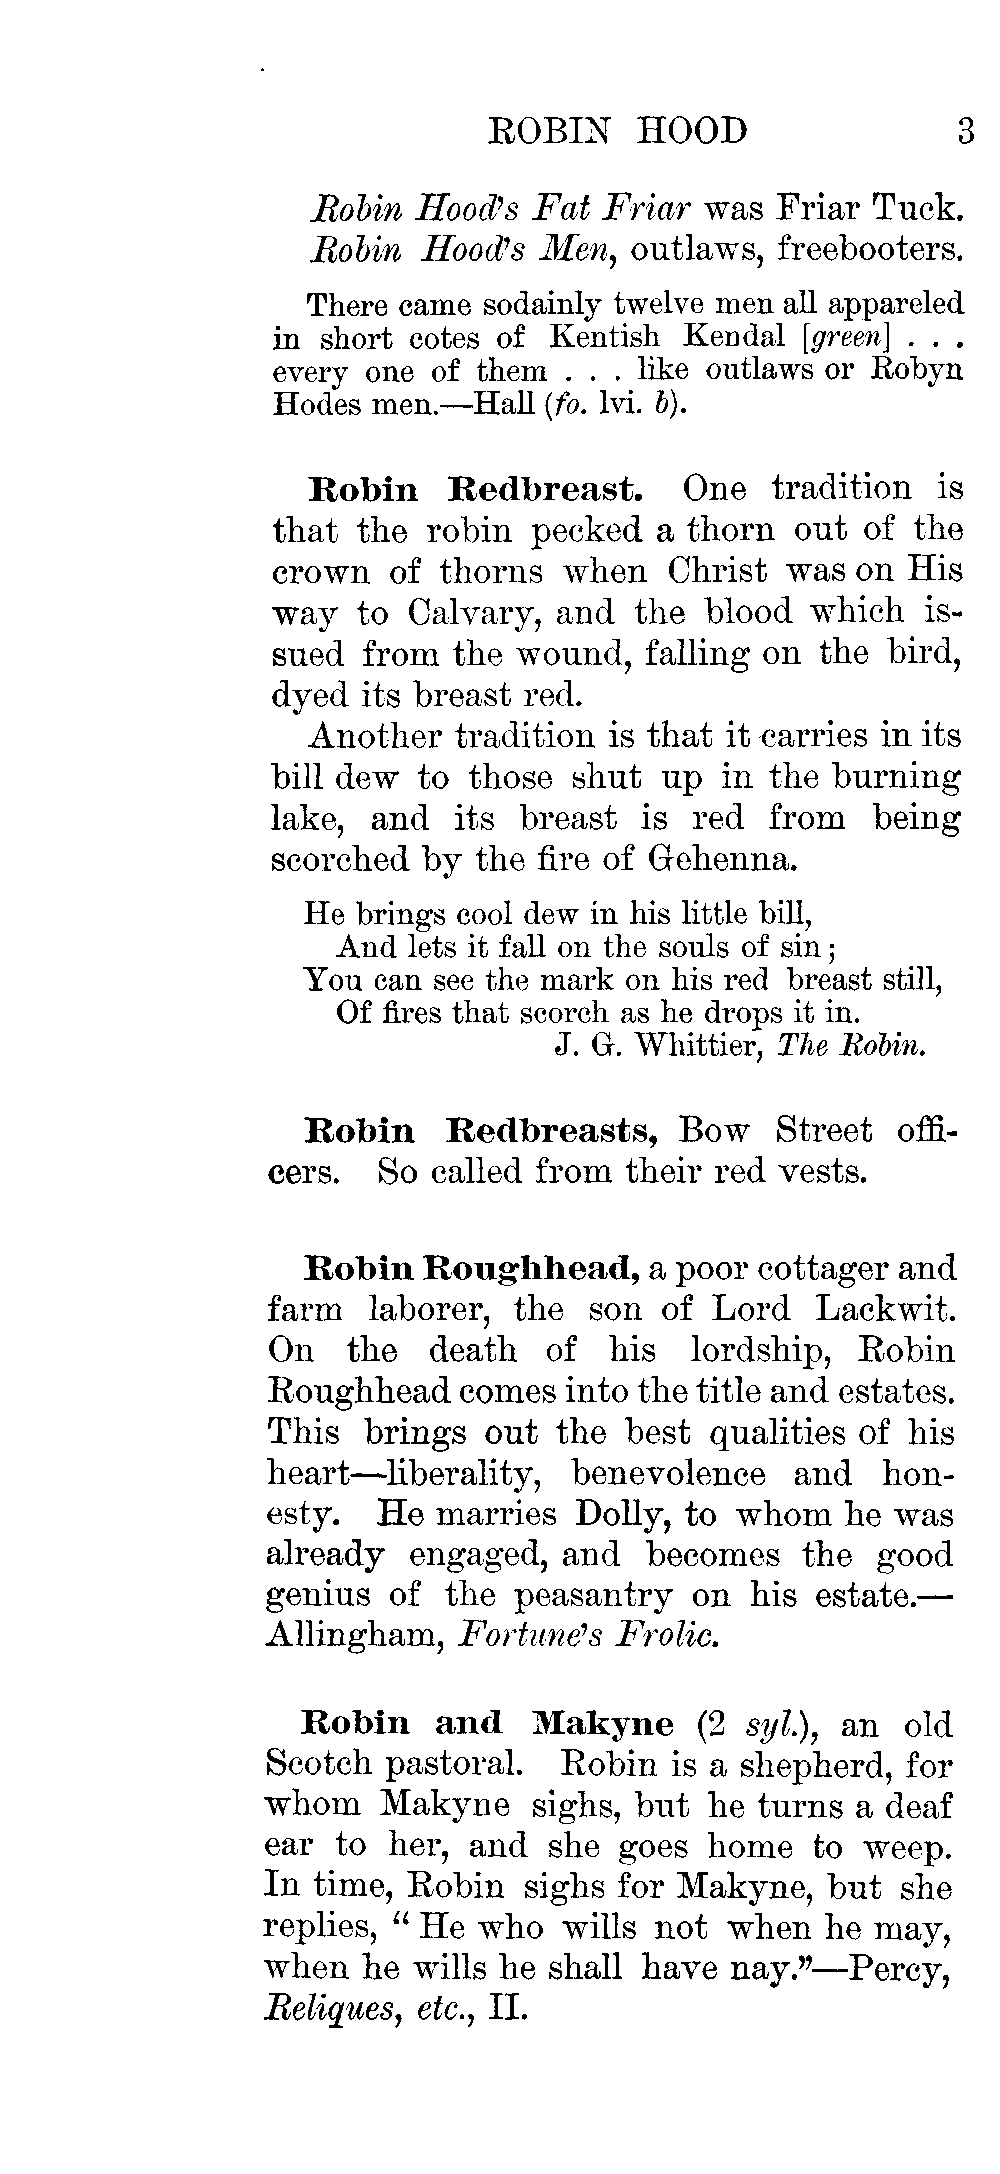 ROBIN HOOD 3
Robin Hood's Fat Friar was Friar Tuck.
Robin Hood's Men, outlaws, freebooters.
There came sodainly twelve men all appareled
in short cotes of Kentish Kendal [green] . . .
every one of them . . . like outlaws or Robyn
Hodes men.—Hall (fo. lvi. b).
Robin Redbreast. One tradition is
that the robin pecked a thorn out of the
crown of thorns when Christ was on His
way to Calvary, and the blood which is-
sued from the wound, falling on the bird,
dyed its breast red.
Another tradition is that it carries in its
bill dew to those shut up in the burning
lake, and its breast is red from being
scorched by the fire of Gehenna.
He brings cool dew in his little bill,
And lets it fall on the souls of sin;
You can see the mark on his red breast still,
Of fires that scorch as he drops it in.
J. G. Whittier, The Robin.
Robin Redbreasts, Bow Street offi-
cers. So called from their red vests.
Robin Roughhead, a poor cottager and
farm laborer, the son of Lord Lackwit.
On the death of his lordship, Robin
Roughhead comes into the title and estates.
This brings out the best qualities of his
heart—liberality, benevolence and hon-
esty. He marries Dolly, to whom he was
already engaged, and becomes the good
genius of the peasantry on his estate.—
Allingham, Fortune's Frolic.
Robin and Makyne (2 syl.), an old
Scotch pastoral. Robin is a shepherd, for
whom Makyne sighs, but he turns a deaf
ear to her, and she goes home to weep.
In time, Robin sighs for Makyne, but she
replies, “He who wills not when he may,
when he wills he shall have nay.”—Percy,
Reliques, etc., II.